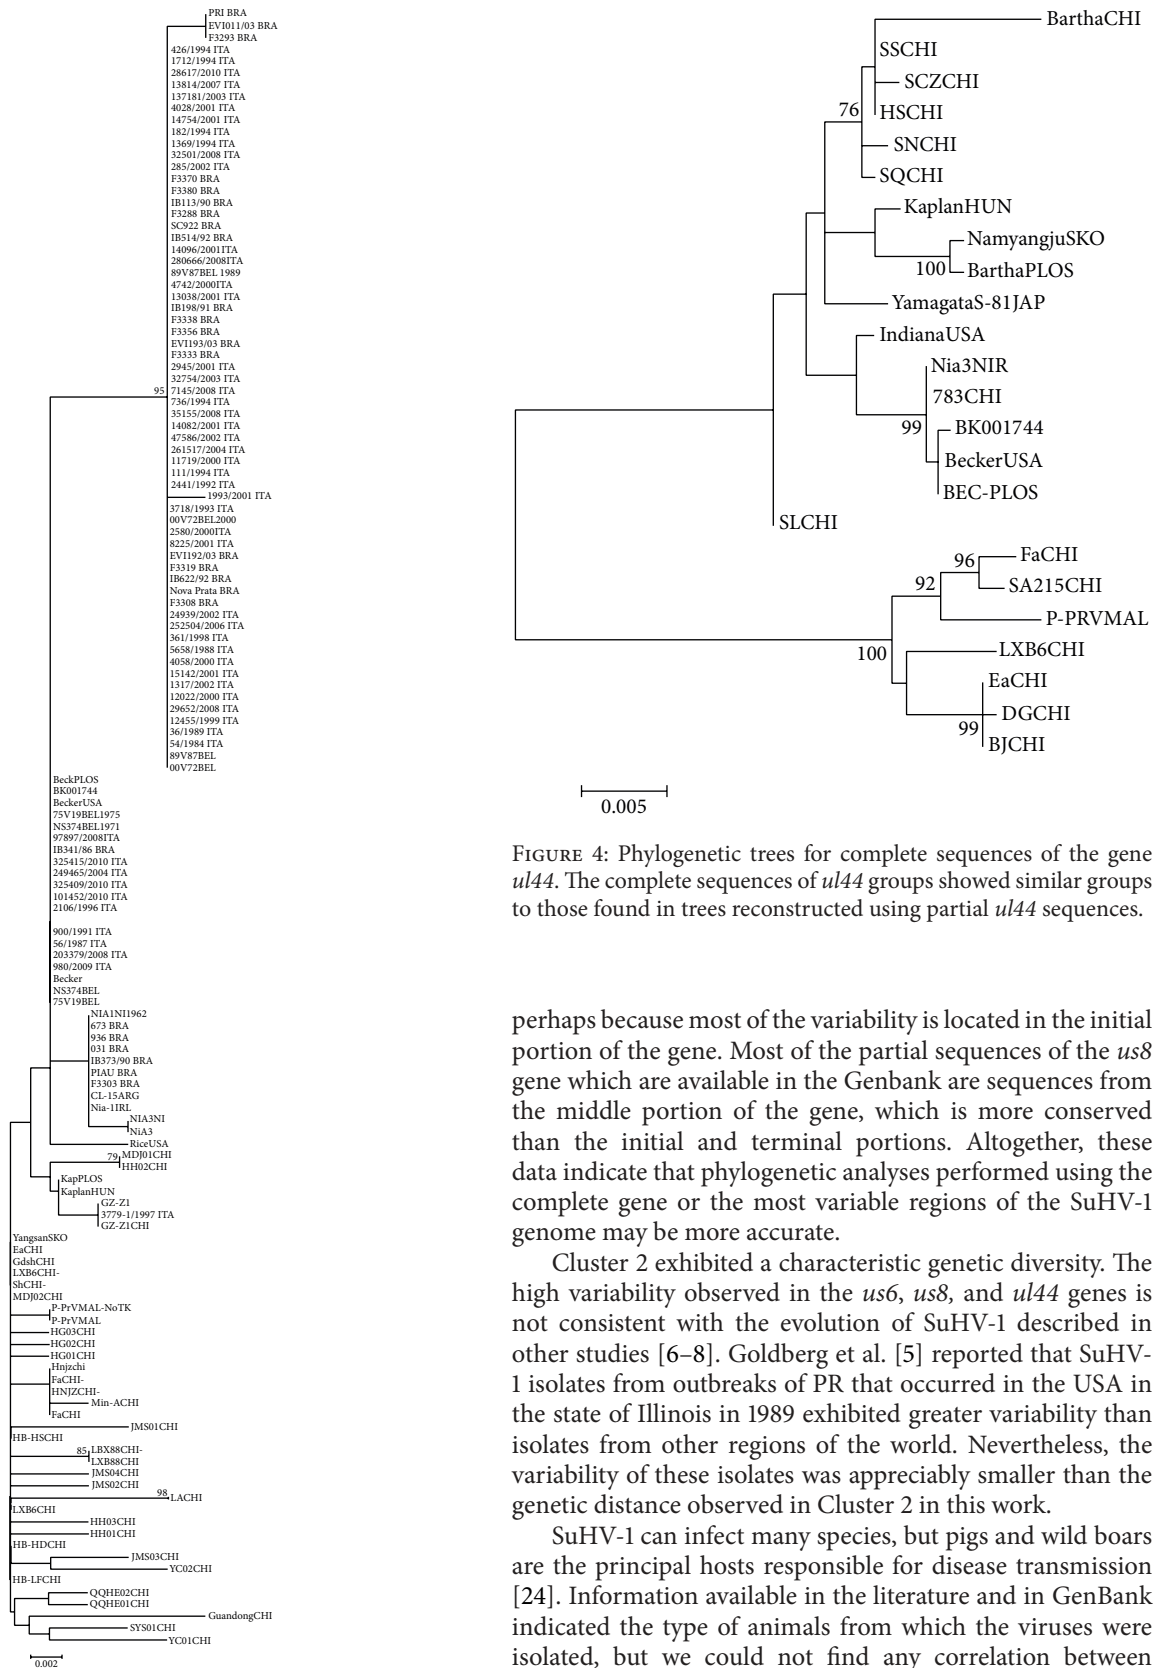 PRI BRA
EVI011/03 BRA
F3293 BRA
426/1994 ITA
1712/1994 ITA
28617/2010 ITA
13814/2007 ITA
137181/2003 ITA
4028/2001 ITA
14754/2001 ITA
182/1994 ITA
1369/1994 ITA
32501/2008 ITA
285/2002 ITA
F3370 BRA
F3380 BRA
IB113/90 BRA
F3288 BRA
SC922 BRA
IB514/92 BRA
14096/2001ITA
280666/2008ITA
89V87BEL 1989
4742/2000ITA
13038/2001 ITA
IB198/91 BRA
F3338 BRA
F3356 BRA
EVI193/03 BRA
F3333 BRA
2945/2001 ITA
32754/2003 ITA
95
7145/2008 ITA
736/1994 ITA
35155/2008 ITA
14082/2001 ITA
47586/2002 ITA
261517/2004 ITA
11719/2000 ITA
111/1994 ITA
2441/1992 ITA
1993/2001 ITA
3718/1993 ITA
00V72BEL2000
2580/2000ITA
8225/2001 ITA
EVI192/03 BRA
F3319 BRA
IB622/92 BRA
Nova Prata BRA
F3308 BRA
24939/2002 ITA
252504/2006 ITA
361/1998 ITA
5658/1988 ITA
4058/2000 ITA
15142/2001 ITA
1317/2002 ITA
12022/2000 ITA
29652/2008 ITA
12455/1999 ITA
36/1989 ITA
54/1984 ITA
89V87BEL
00V72BEL
BeckPLOS
BK001744
BeckerUSA
75V19BEL1975
NS374BEL1971
97897/2008ITA
IB341/86 BRA
325415/2010 ITA
249465/2004 ITA
325409/2010 ITA
101452/2010 ITA
2106/1996 ITA
900/1991 ITA
56/1987 ITA
203379/2008 ITA
980/2009 ITA
Becker
NS374BEL
75V19BEL
NIA1NI1962
673 BRA
936 BRA
031 BRA
IB373/90 BRA
PIAU BRA
F3303 BRA
CL-15ARG
Nia-1IRL
NIA3NI
NiA3
RiceUSA
79
MDJ01CHI
HH02CHI
KapPLOS
KaplanHUN
GZ-Z1
3779-1/1997 ITA
GZ-Z1CHI
YangsanSKO
EaCHI
GdshCHI
LXB6CHI-
ShCHI-
MDJ02CHI
P-PrVMAL-NoTK
P-PrVMAL
HG03CHI
HG02CHI
HG01CHI
Hnjzchi
FaCHI-
HNJZCHI-
Min-ACHI
FaCHI
JMS01CHI
HB-HSCHI
85
LBX88CHI-
LXB88CHI
JMS04CHI
JMS02CHI
98
LACHI
LXB6CHI
HH03CHI
HH01CHI
HB-HDCHI
JMS03CHI
YC02CHI
HB-LFCHI
QQHE02CHI
QQHE01CHI
GuandongCHI
SYS01CHI
YC01CHI
0.002
BarthaCHI
SSCHI
SCZCHI
76
HSCHI
SNCHI
SQCHI
KaplanHUN
NamyangjuSKO
100
BarthaPLOS
YamagataS-81JAP
IndianaUSA
Nia3NIR
783CHI
99
BK001744
BeckerUSA
BEC-PLOS
SLCHI
FaCHI
96
92
SA215CHI
P-PRVMAL
100
LXB6CHI
EaCHI
DGCHI
99
BJCHI
0.005
FIGURE 4: Phylogenetic trees for complete sequences of the gene
ul44. The complete sequences of ul44 groups showed similar groups
to those found in trees reconstructed using partial ul44 sequences.
perhaps because most of the variability is located in the initial
portion of the gene. Most of the partial sequences of the us8
gene which are available in the Genbank are sequences from
the middle portion of the gene, which is more conserved
than the initial and terminal portions. Altogether, these
data indicate that phylogenetic analyses performed using the
complete gene or the most variable regions of the SuHV-1
genome may be more accurate.
Cluster 2 exhibited a characteristic genetic diversity. The
high variability observed in the us6, us8, and ul44 genes is
not consistent with the evolution of SuHV-1 described in
other studies [6–8]. Goldberg et al. [5] reported that SuHV-
1 isolates from outbreaks of PR that occurred in the USA in
the state of Illinois in 1989 exhibited greater variability than
isolates from other regions of the world. Nevertheless, the
variability of these isolates was appreciably smaller than the
genetic distance observed in Cluster 2 in this work.
SuHV-1 can infect many species, but pigs and wild boars
are the principal hosts responsible for disease transmission
[24]. Information available in the literature and in GenBank
indicated the type of animals from which the viruses were
isolated, but we could not find any correlation between